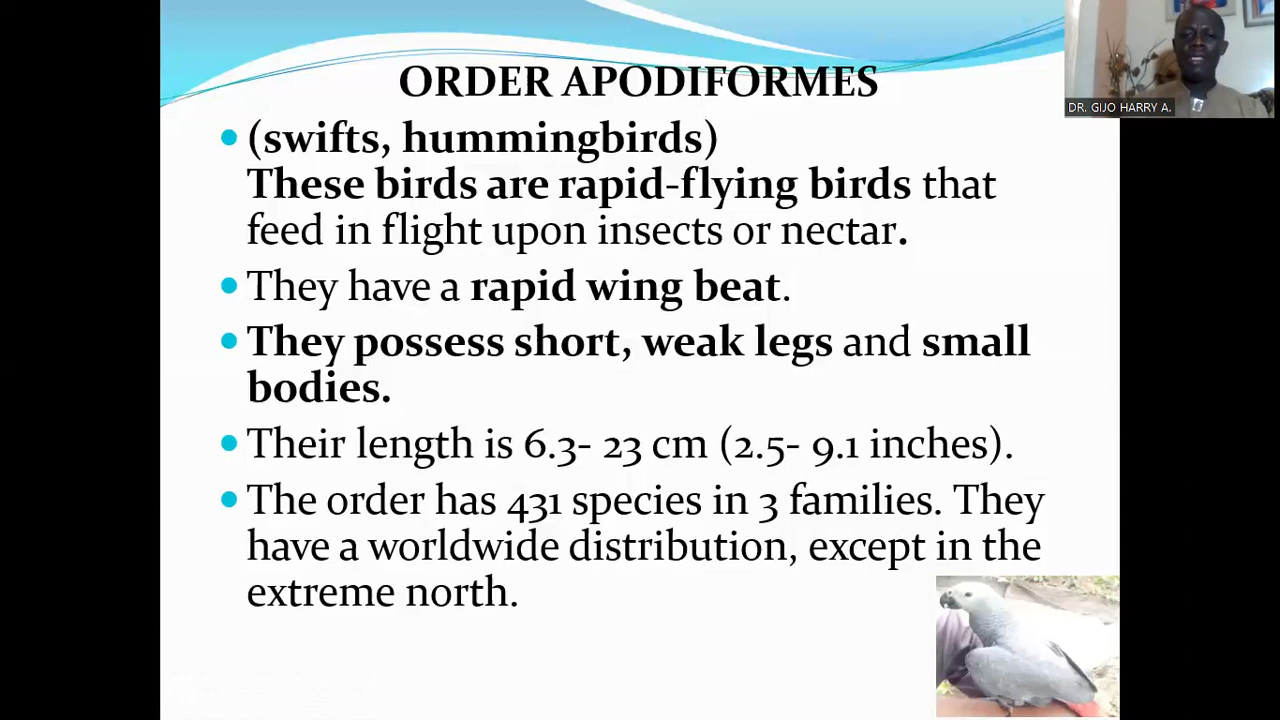 ORDER APODIFORMES
DR. GIJO HARRY A.
• (swifts, hummingbirds)
These birds are rapid-flying birds that
feed in flight upon insects or nectar.
• They have a rapid wing beat.
• They possess short, weak legs and small
bodies.
• Their length is 6.3- 23 cm (2.5- 9.1 inches).
• The order has 431 species in 3 families. They
have a worldwide distribution, except in the
extreme north.